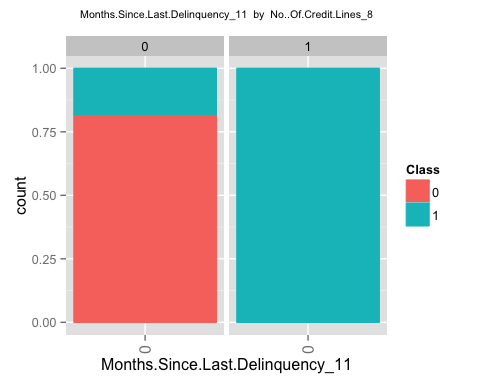 Months.Since.Last.Delinquency_11 by No..Of.Credit.Lines_8
0 1
1.00
0.75
0.50
0.25
0.00
count
0 0
Months.Since.Last.Delinquency_11
Class
0
1